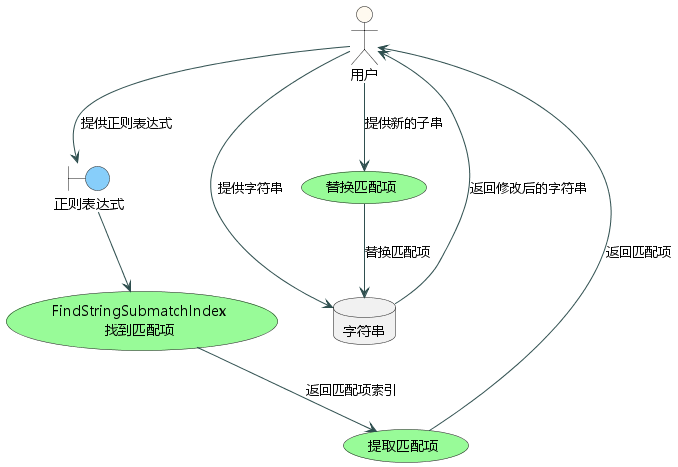 用户
提供正则表达式
提供新的子串
正则表达式
提供字符串
替换匹配项
返回修改后的字符串
替换匹配项
返回匹配项
FindStringSubmatchIndex
找到匹配项
字符串
返回匹配项索引
提取匹配项